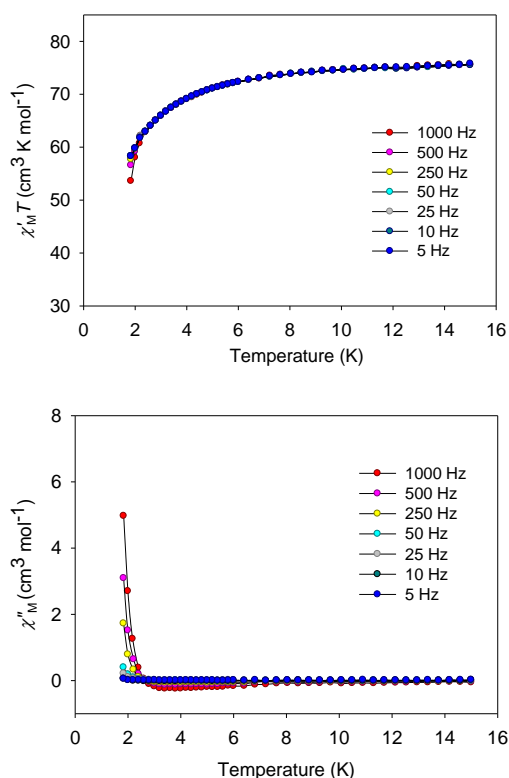 80
70
60
50
40
30
0 2 4 6 8 10 12 14 16
χ′MT (cm3 K mol-1)
Temperature (K)
1000 Hz
500 Hz
250 Hz
50 Hz
25 Hz
10 Hz
5 Hz
8
6
4
2
0
0 2 4 6 8 10 12 14 16
χ″M (cm3 mol-1)
Temperature (K)
1000 Hz
500 Hz
250 Hz
50 Hz
25 Hz
10 Hz
5 Hz